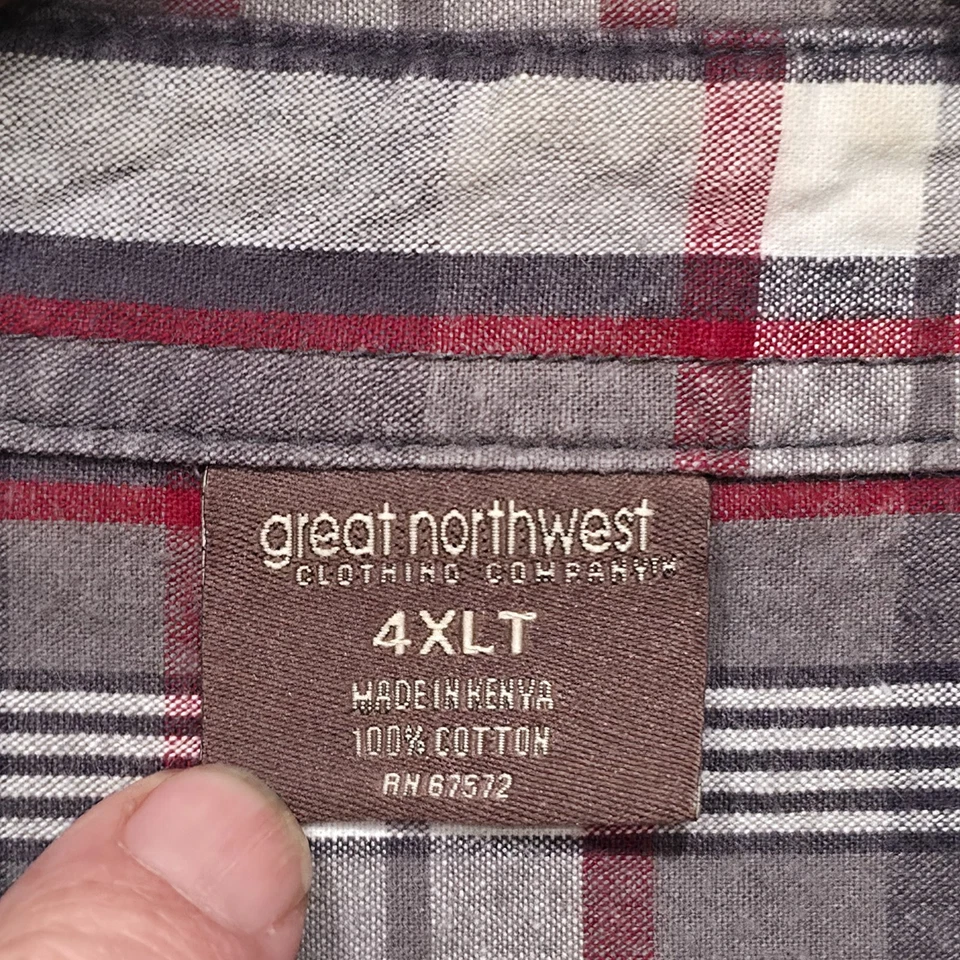 great northwest
CLOTHING COMPANY™
4XLT
MADE IN KENYA
100% COTTON
RN 67572